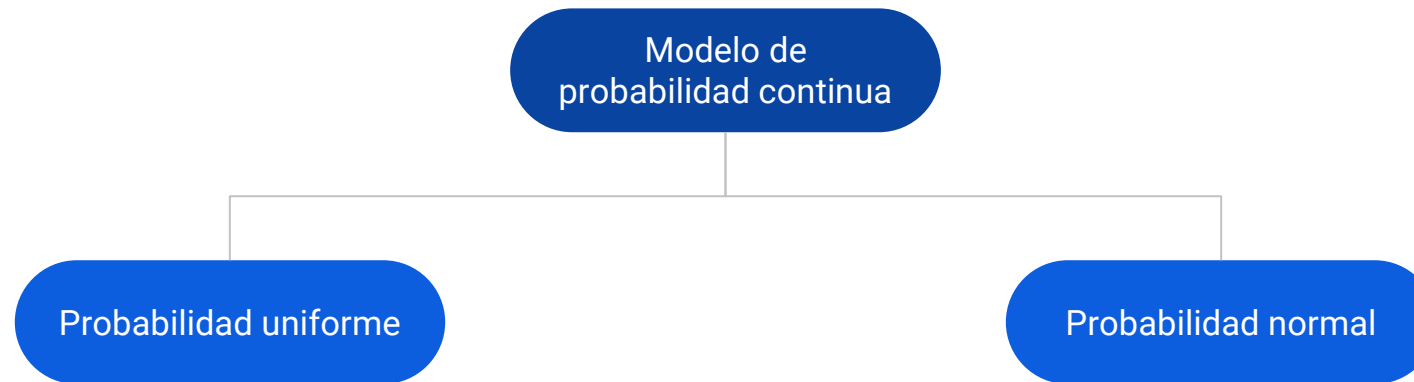 Modelo de
probabilidad continua
Probabilidad uniforme
Probabilidad normal